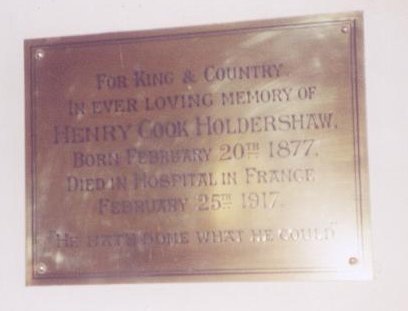 FOR KING & COUNTRY.
IN EVER LOVING MEMORY OF
HENRY COOK HOLDERSHAW,
BORN FEBRUARY 20TH 1877,
DIED IN HOSPITAL IN FRANCE
FEBRUARY 25TH 1917.
"HE HATH DONE WHAT HE COULD"